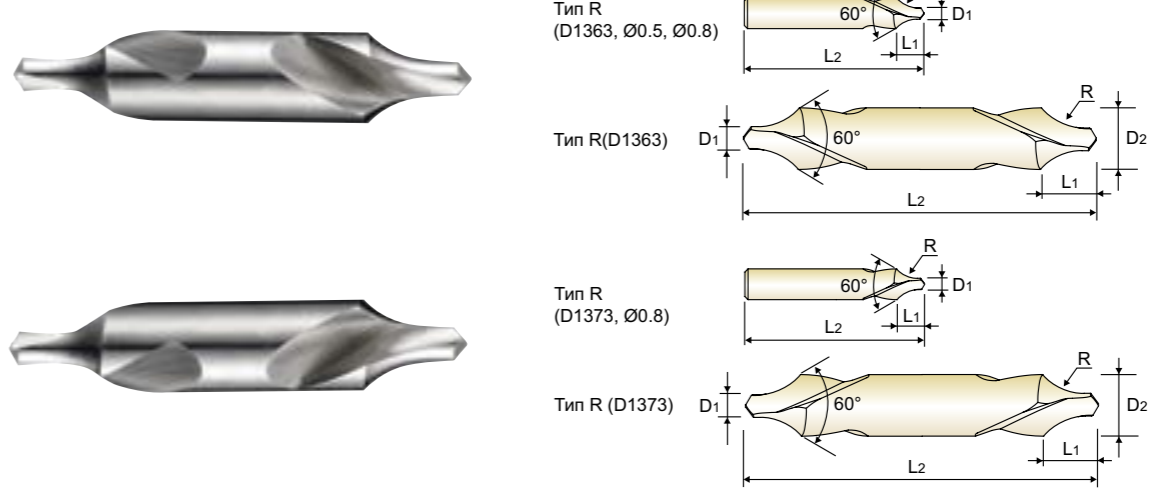 Тип R
(D1363, Ø0.5, Ø0.8)
60°
D1
L1
L2
Тип R(D1363)
D1
60°
R
D2
L1
L2
Тип R
(D1373, Ø0.8)
R
60°
D1
L1
L2
Тип R (D1373)
D1
60°
R
D2
L1
L2